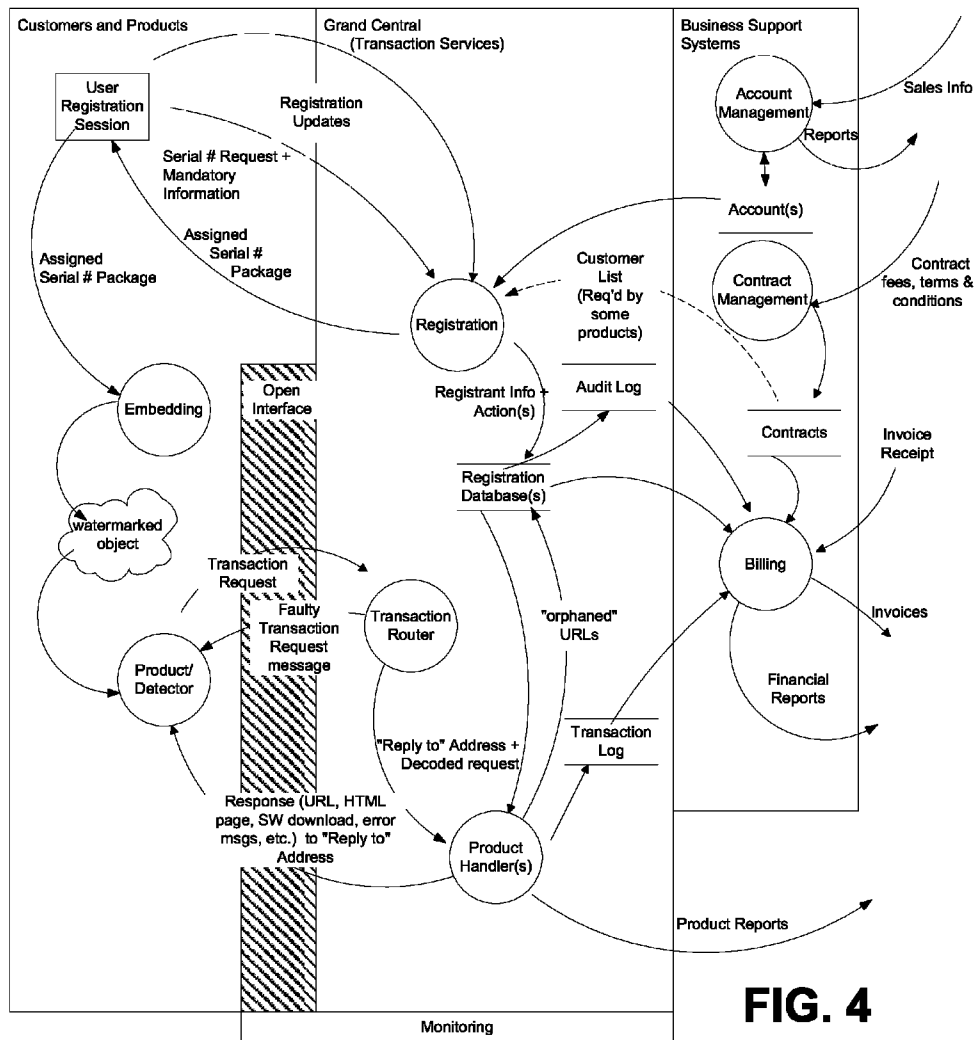 Customers and Products
Grand Central
(Transaction Services)
Business Support
Systems
User
Registration
Session
Registration
Updates
Serial # Request +
Mandatory
Information
Assigned
Serial #
Package
Assigned
Serial # Package
Account
Management
Sales Info
Reports
Account(s)
Customer
List
(Req'd by
some
products)
Contract
Management
Contract
fees, terms &
conditions
Registration
Open
Interface
Embedding
Registrant Info +
Action(s)
Audit Log
Contracts
Invoice
Receipt
Registration
Database(s)
watermarked
object
Transaction
Request
Billing
Faulty
Transaction
Request
message
Transaction
Router
"orphaned"
URLs
Invoices
Product/
Detector
Financial
Reports
"Reply to" Address +
Decoded request
Transaction
Log
Response (URL, HTML
page, SW download, error
msgs, etc.) to "Reply to"
Address
Product
Handler(s)
Product Reports
FIG. 4
Monitoring